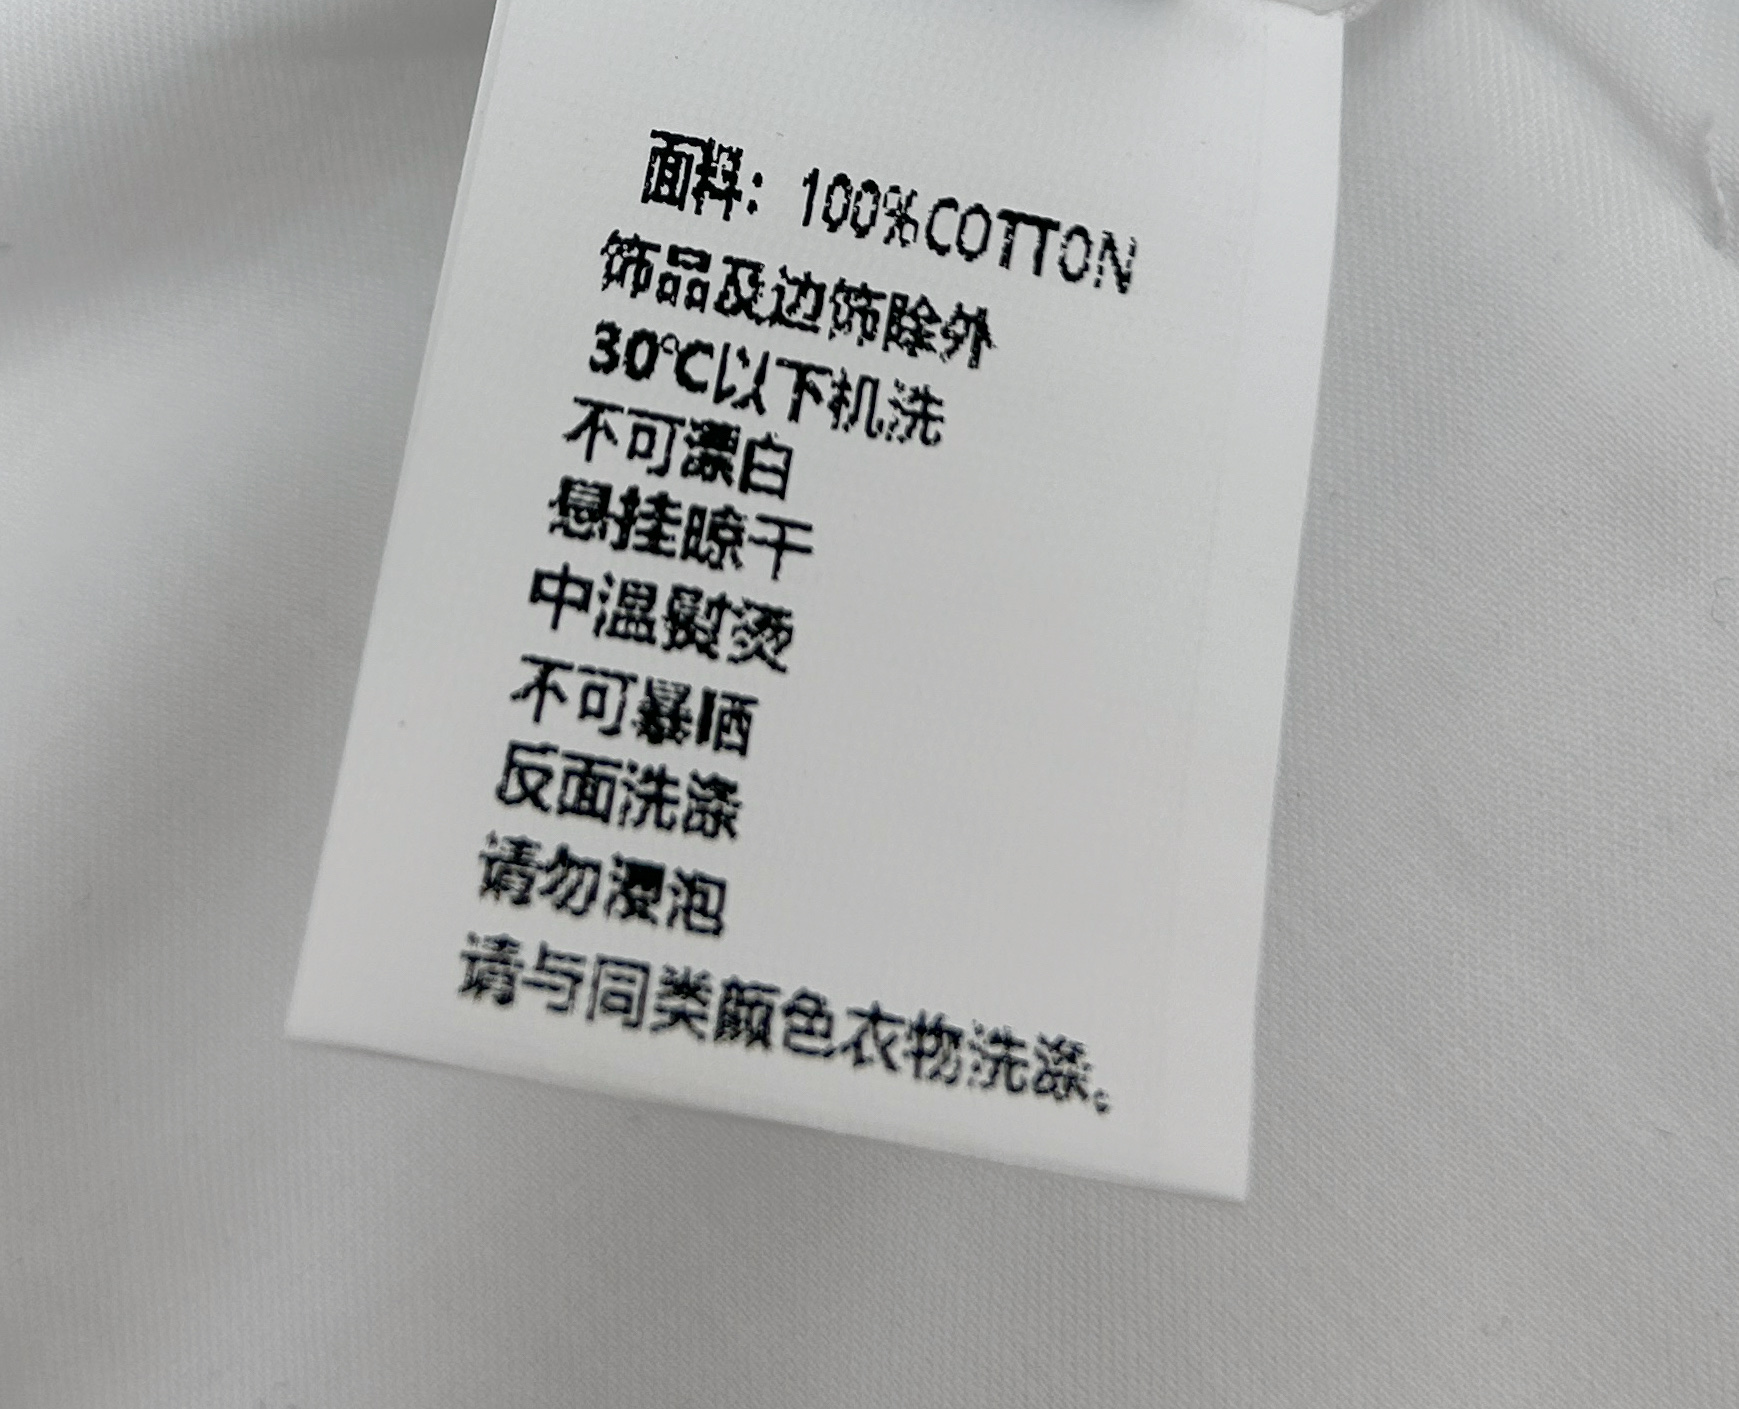 面料：100%COTTON
饰品及边饰除外
30℃以下机洗
不可漂白
悬挂晾干
中温熨烫
不可暴晒
反面洗涤
请勿浸泡
请与同类颜色衣物洗涤。